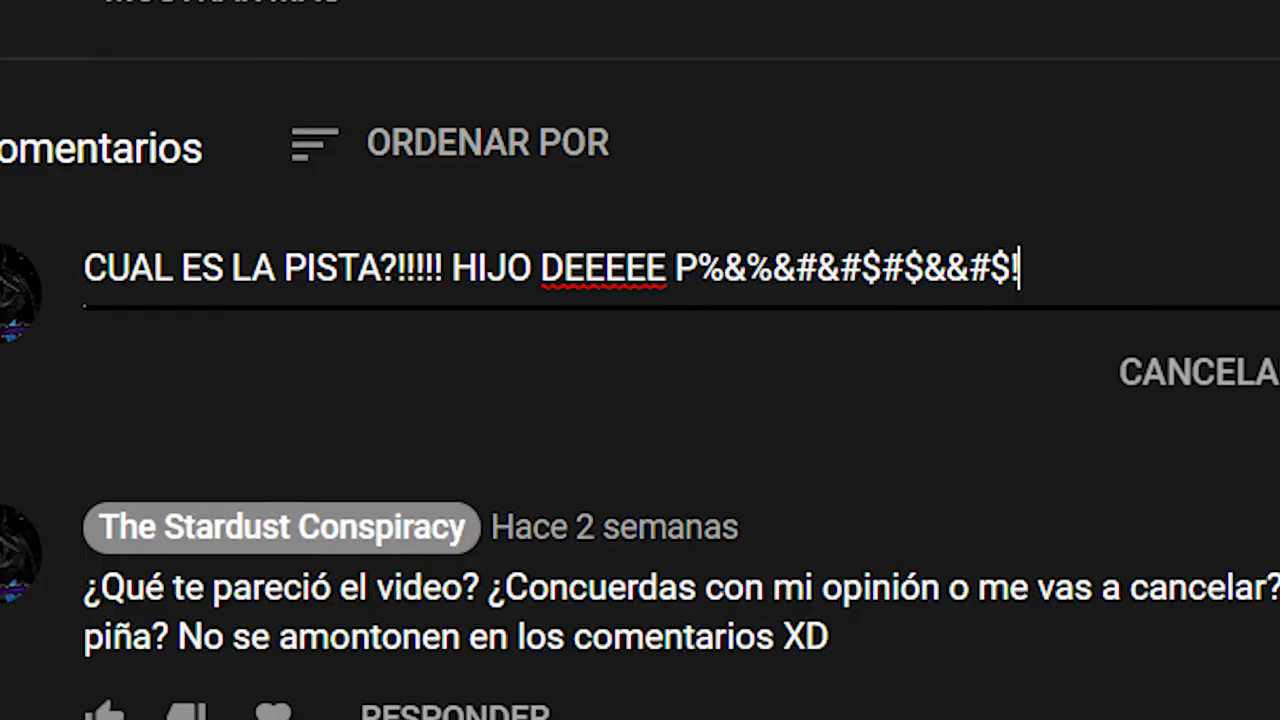 omentarios
ORDENAR POR
CUAL ES LA PISTA?!!!!! HIJO DEEEEE P%&%&#&#$#$&&#$!
CANCELA
The Stardust Conspiracy Hace 2 semanas
¿Qué te pareció el video? ¿Concuerdas con mi opinión o me vas a cancelar?
piña? No se amontonen en los comentarios XD
RESPONDER